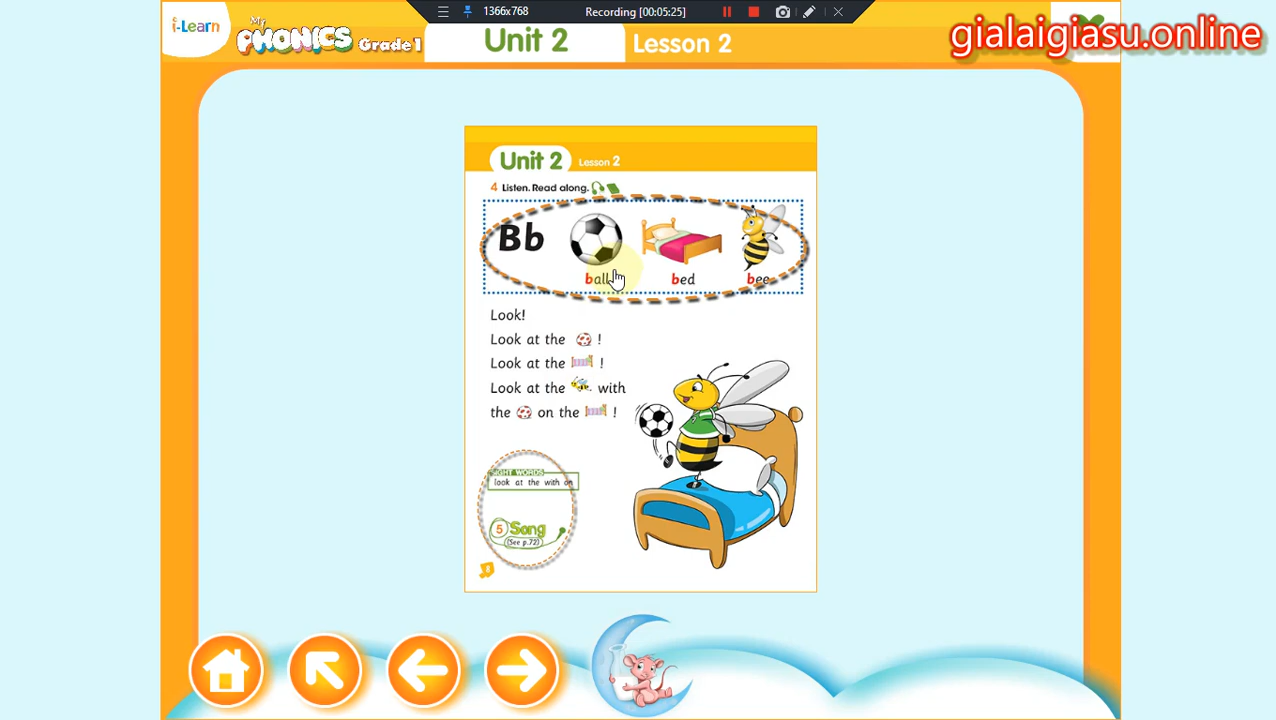 1366x768
Recording [00:05:25]
i-Learn
My
PHONICS Grade 1
Unit 2
Lesson 2
gialaigiasu.online
Unit 2
Lesson 2
4 Listen. Read along.
Bb
ball
bed
bee
Look!
Look at the !
Look at the !
Look at the with
the on the !
SIGHT WORDS
look at the with on
5 Song
(See p.72)
8